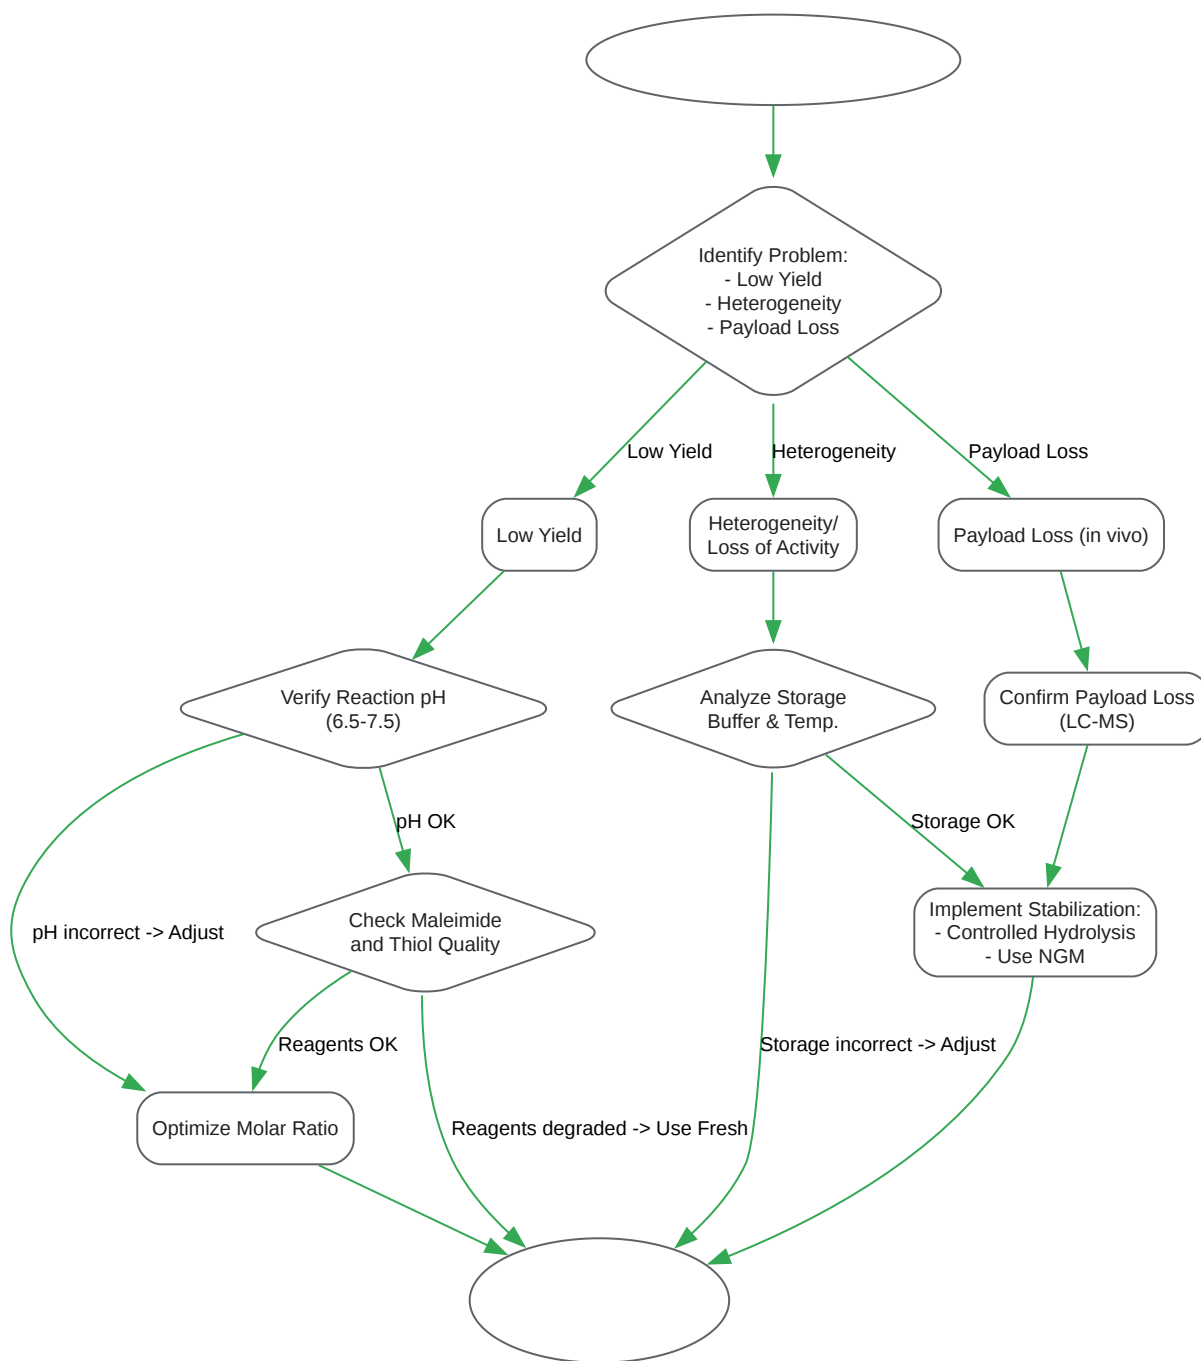 Identify Problem:
- Low Yield
- Heterogeneity
- Payload Loss
Low Yield
Heterogeneity
Payload Loss
Low Yield
Heterogeneity/
Loss of Activity
Payload Loss (in vivo)
Verify Reaction pH
(6.5-7.5)
Analyze Storage
Buffer & Temp.
Confirm Payload Loss
(LC-MS)
pH OK
Storage OK
pH incorrect -> Adjust
Check Maleimide
and Thiol Quality
Implement Stabilization:
- Controlled Hydrolysis
- Use NGM
Reagents OK
Storage incorrect -> Adjust
Optimize Molar Ratio
Reagents degraded -> Use Fresh